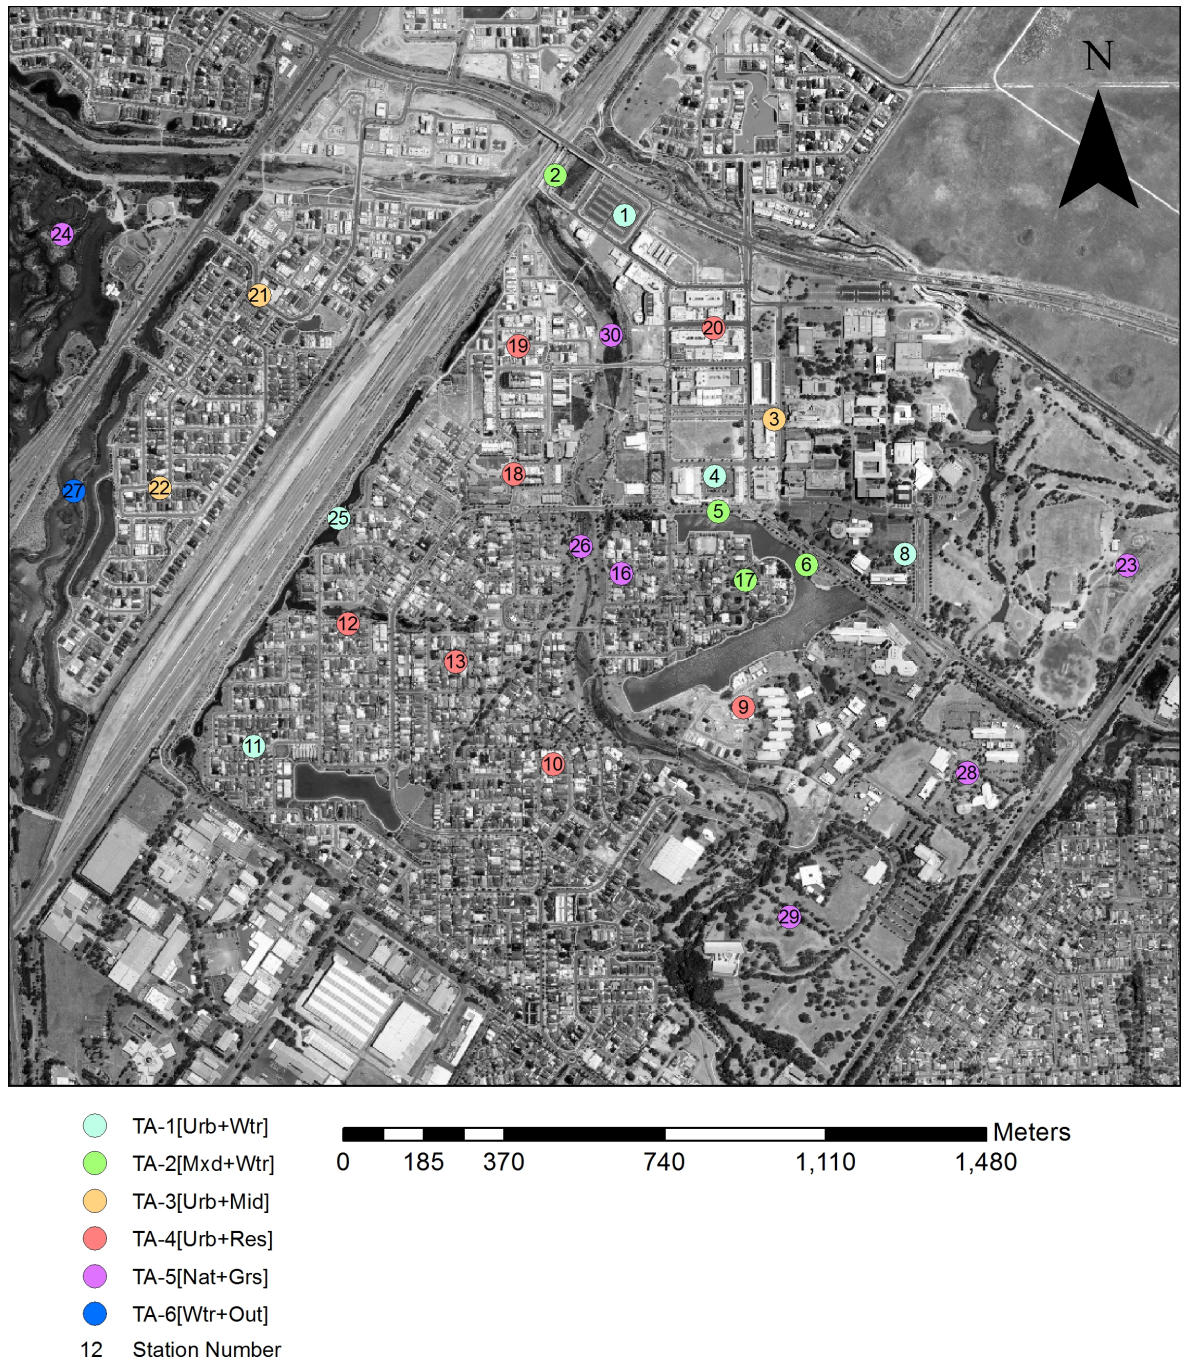 N
2
1
24
21
30
20
19
3
18
4
27
22
5
25
26
8
6
23
16
17
12
13
9
11
10
28
29
TA-1[Urb+Wtr]
TA-2[Mxd+Wtr]
TA-3[Urb+Mid]
TA-4[Urb+Res]
TA-5[Nat+Grs]
TA-6[Wtr+Out]
12 Station Number
Meters
0 185 370 740 1,110 1,480